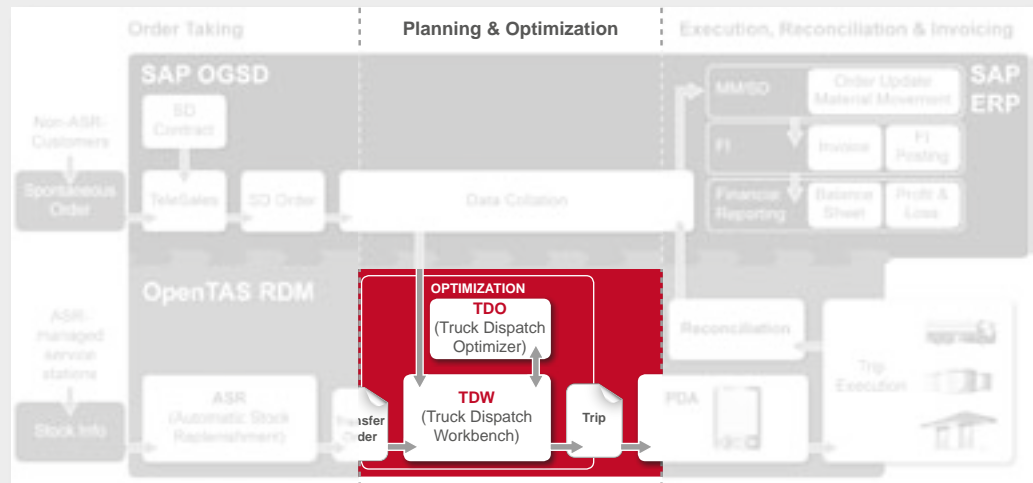 Order Taking
Planning & Optimization
Execution, Reconciliation & Invoicing
SAP OGSD
SAP
ERP
MM/SD
Order Update
Material Movement
SD
Contract
Non-ASR-
Customers
FI
Invoice
FI
Posting
Spontaneous
Order
TeleSales
SD Order
Data Collation
Financial
Reporting
Balance
Sheet
Profit &
Loss
OpenTAS RDM
OPTIMIZATION
TDO
(Truck Dispatch
Optimizer)
ASR-
managed
service
stations
Reconciliation
Trip
Execution
ASR
(Automatic Stock
Replenishment)
Stock Info
Transfer
Order
TDW
(Truck Dispatch
Workbench)
Trip
PDA